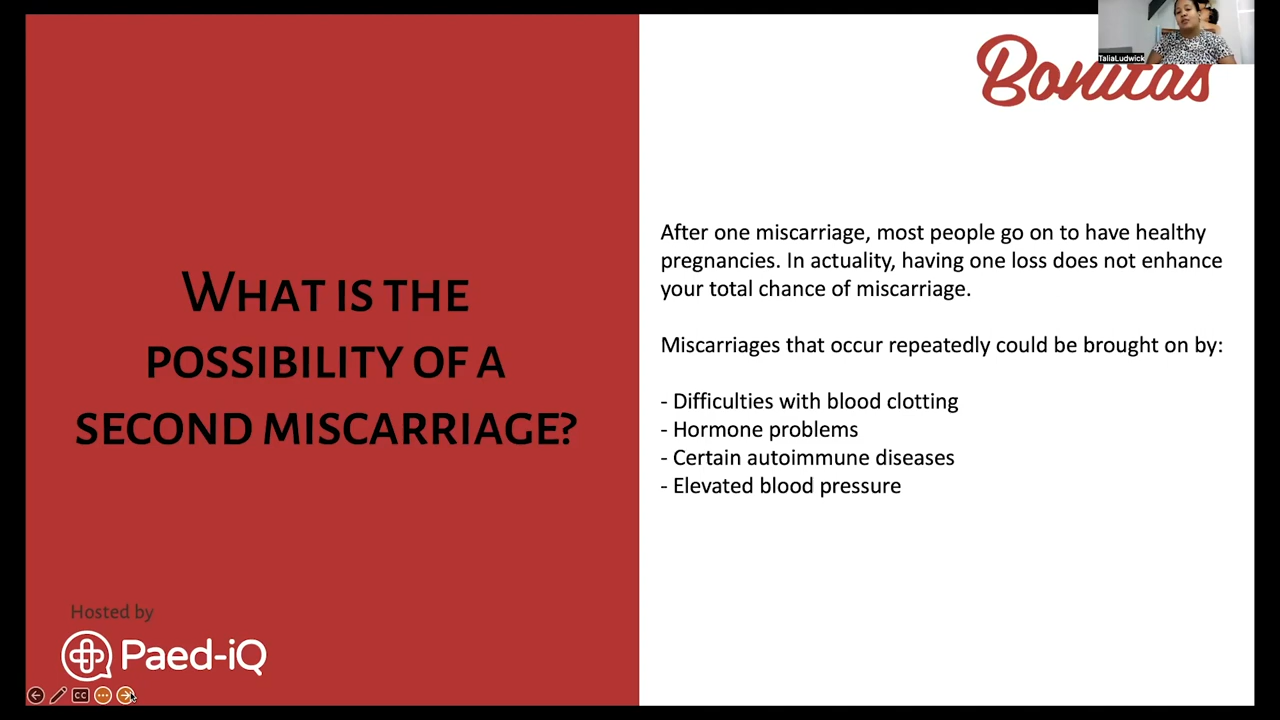 Bonitas
TaliaLudwick
WHAT IS THE
POSSIBILITY OF A
SECOND MISCARRIAGE?
After one miscarriage, most people go on to have healthy
pregnancies. In actuality, having one loss does not enhance
your total chance of miscarriage.
Miscarriages that occur repeatedly could be brought on by:
- Difficulties with blood clotting
- Hormone problems
- Certain autoimmune diseases
- Elevated blood pressure
Hosted by
Paed-iQ
CC